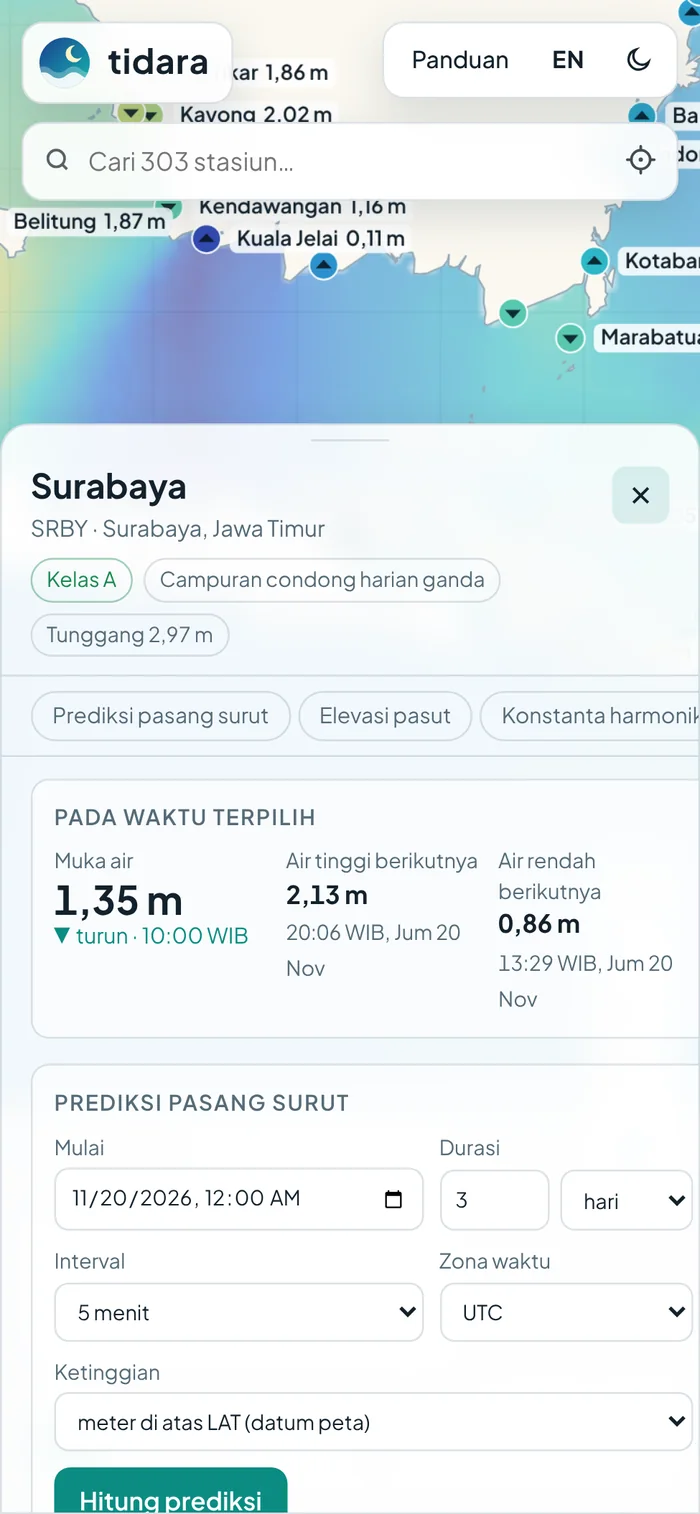 tidara
Panduan
EN
kar 1,86 m
Kayong 2,02 m
Ba
Cari 303 stasiun...
do
Kendawangan 1,16 m
Belitung 1,87 m
Kuala Jelai 0,11 m
Kotaba
Marabatua
Surabaya
SRBY · Surabaya, Jawa Timur
Kelas A
Campuran condong harian ganda
Tunggang 2,97 m
Prediksi pasang surut
Elevasi pasut
Konstanta harmonik
PADA WAKTU TERPILIH
Muka air
1,35 m
▼ turun · 10:00 WIB
Air tinggi berikutnya
2,13 m
20:06 WIB, Jum 20
Nov
Air rendah
berikutnya
0,86 m
13:29 WIB, Jum 20
Nov
PREDIKSI PASANG SURUT
Mulai
11/20/2026, 12:00 AM
Durasi
3
hari
Interval
5 menit
Zona waktu
UTC
Ketinggian
meter di atas LAT (datum peta)
Hitung prediksi